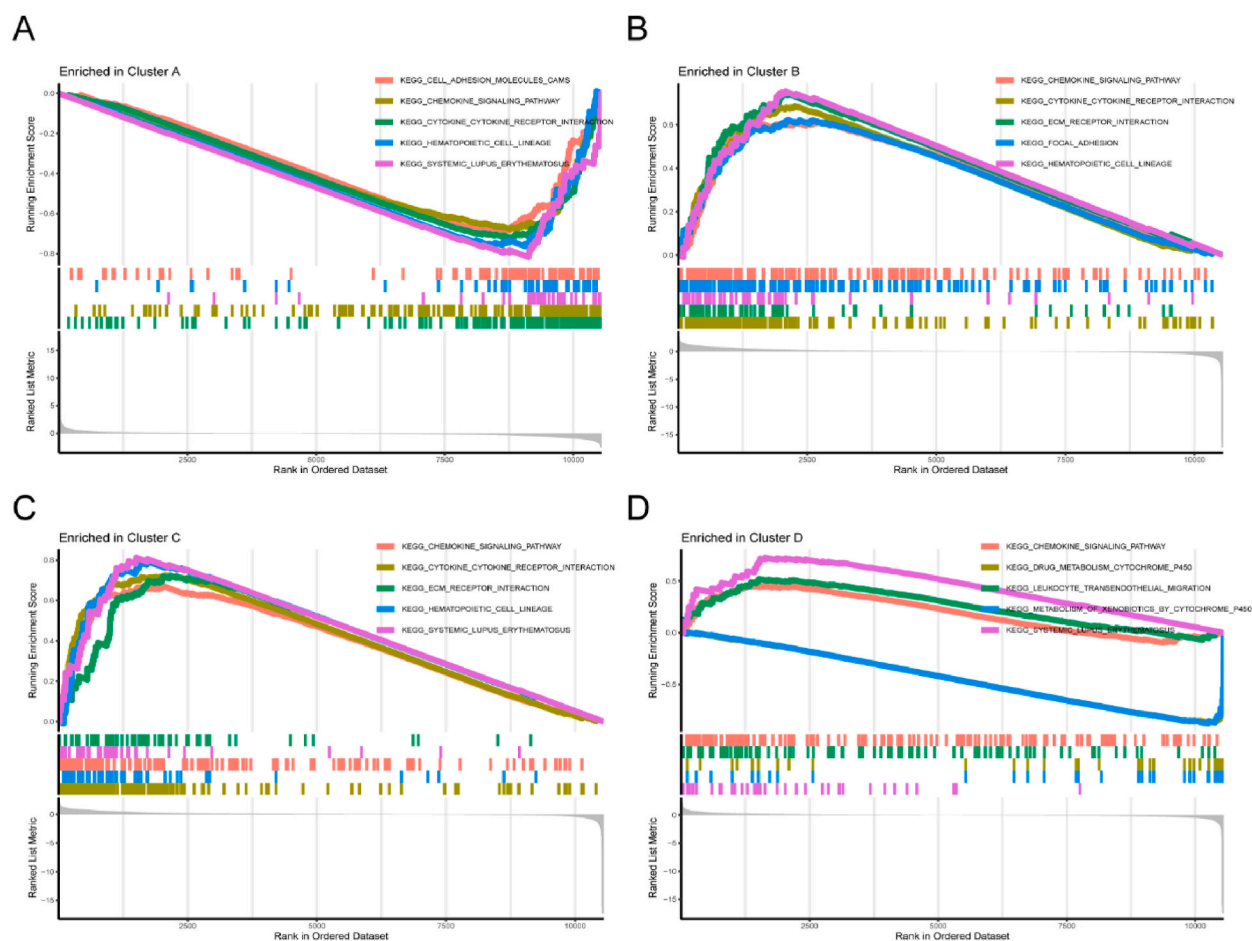 A
Enriched in Cluster A
KEGG_CELL_ADHESION_MOLECULES_CAMS
KEGG_CHEMOKINE_SIGNALING_PATHWAY
KEGG_CYTOKINE_CYTOKINE_RECEPTOR_INTERACTION
KEGG_HEMATOPOIETIC_CELL_LINEAGE
KEGG_SYSTEMIC_LUPUS_ERYTHEMATOSUS
Running Enrichment Score
0.0
−0.2
−0.4
−0.6
−0.8
Ranked List Metric
15
10
5
0
2500
5000
7500
10000
Rank in Ordered Dataset
B
Enriched in Cluster B
KEGG_CHEMOKINE_SIGNALING_PATHWAY
KEGG_CYTOKINE_CYTOKINE_RECEPTOR_INTERACTION
KEGG_ECM_RECEPTOR_INTERACTION
KEGG_FOCAL_ADHESION
KEGG_HEMATOPOIETIC_CELL_LINEAGE
Running Enrichment Score
0.6
0.4
0.2
0.0
Ranked List Metric
0
−5
−10
−15
2500
5000
7500
10000
Rank in Ordered Dataset
C
Enriched in Cluster C
KEGG_CHEMOKINE_SIGNALING_PATHWAY
KEGG_CYTOKINE_CYTOKINE_RECEPTOR_INTERACTION
KEGG_ECM_RECEPTOR_INTERACTION
KEGG_HEMATOPOIETIC_CELL_LINEAGE
KEGG_SYSTEMIC_LUPUS_ERYTHEMATOSUS
Running Enrichment Score
0.8
0.6
0.4
0.2
0.0
Ranked List Metric
0
−5
−10
−15
2500
5000
7500
10000
Rank in Ordered Dataset
D
Enriched in Cluster D
KEGG_CHEMOKINE_SIGNALING_PATHWAY
KEGG_DRUG_METABOLISM_CYTOCHROME_P450
KEGG_LEUKOCYTE_TRANSENDOTHELIAL_MIGRATION
KEGG_METABOLISM_OF_XENOBIOTICS_BY_CYTOCHROME_P450
KEGG_SYSTEMIC_LUPUS_ERYTHEMATOSUS
Running Enrichment Score
0.5
0.0
−0.5
Ranked List Metric
0
−5
−10
−15
2500
5000
7500
10000
Rank in Ordered Dataset